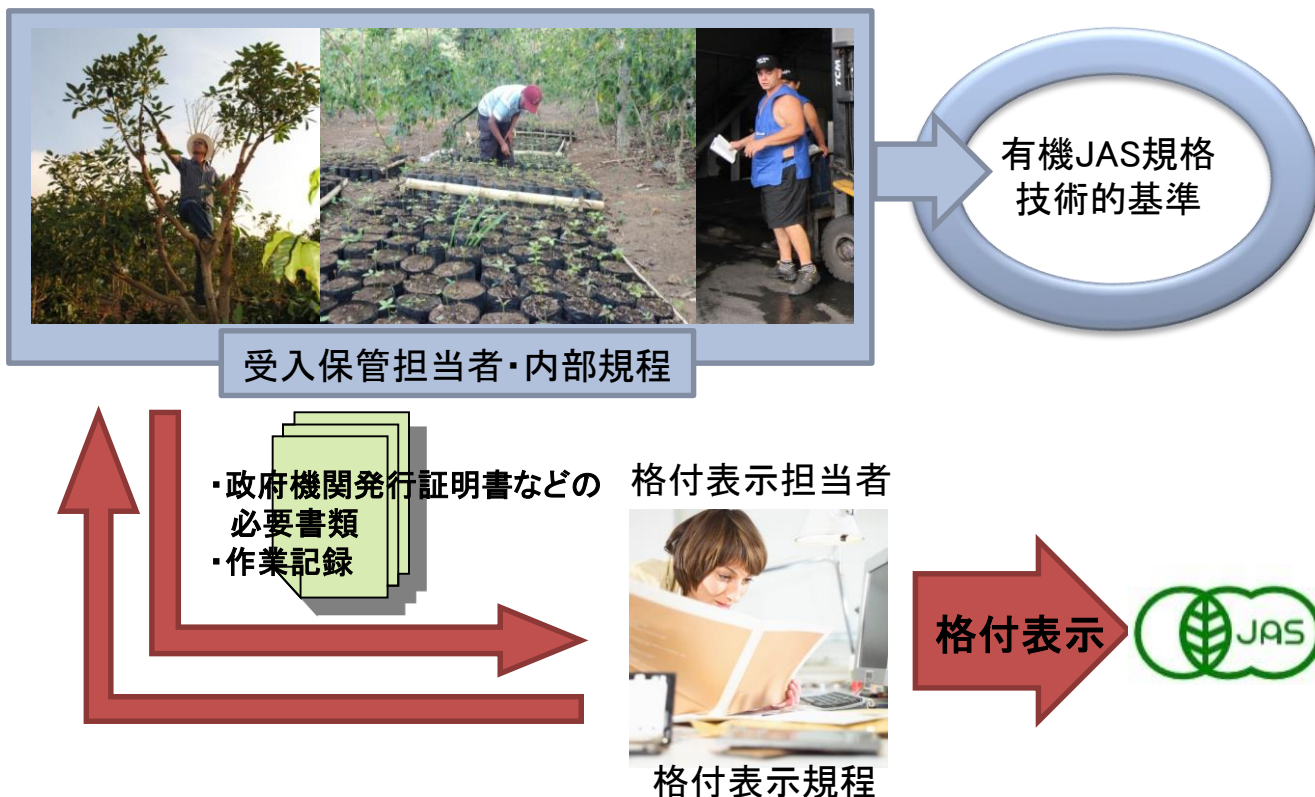 TCM
有機JAS規格
技術的基準
受入保管担当者・内部規程
・政府機関発行証明書などの
必要書類
・作業記録
格付表示担当者
格付表示
JAS
格付表示規程